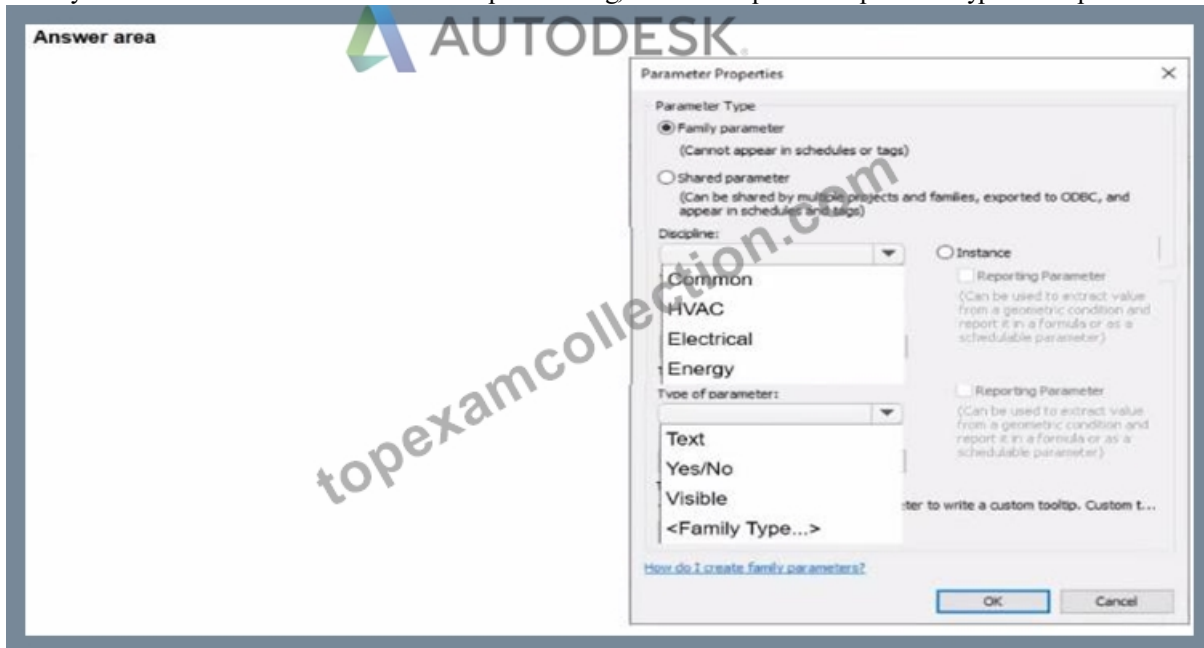 Answer area
AUTODESK
Parameter Properties
Parameter Type
Family parameter
(Cannot appear in schedules or tags)
Shared parameter
(Can be shared by multiple projects and families, exported to ODBC, and
appear in schedules and tags)
Discipline:
Common
HVAC
Electrical
Energy
Instance
Reporting Parameter
(Can be used to extract value
from a geometric condition and
report it in a formula or as a
schedulable parameter)
Type of parameter:
Text
Yes/No
Visible
<Family Type...>
Reporting Parameter
(Can be used to extract value
from a geometric condition and
report it in a formula or as a
schedulable parameter)
to write a custom tooltip. Custom t...
How do I create family parameters?
OK
Cancel
topexamcollection.com